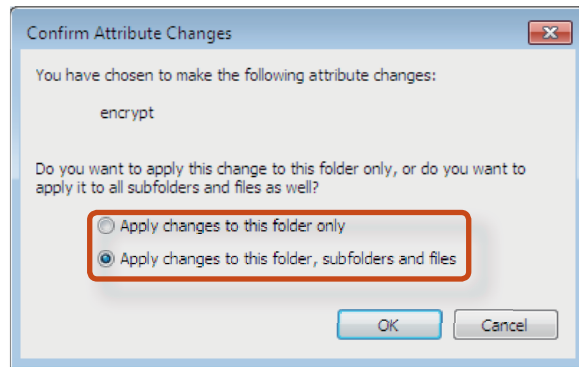 Confirm Attribute Changes
You have chosen to make the following attribute changes:
encrypt
Do you want to apply this change to this folder only, or do you want to
apply it to all subfolders and files as well?
Apply changes to this folder only
Apply changes to this folder, subfolders and files
OK
Cancel